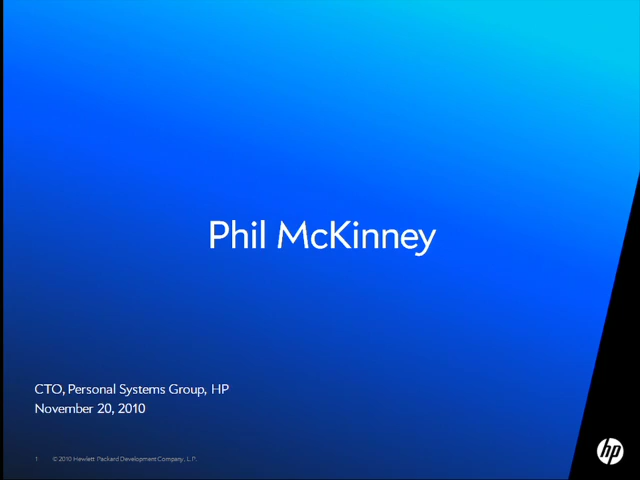 Phil McKinney
CTO, Personal Systems Group, HP
November 20, 2010
1 © 2010 Hewlett Packard Development Company, L.P.
hp